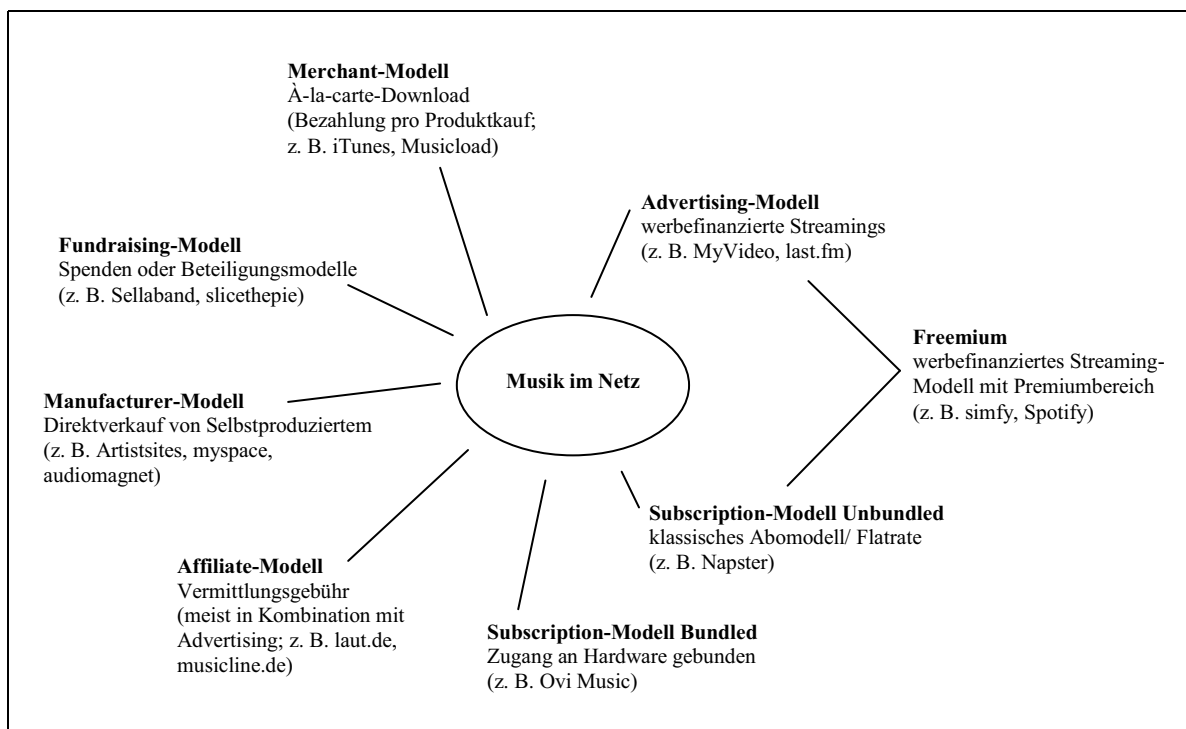 Merchant-Modell
À-la-carte-Download
(Bezahlung pro Produktkauf;
z. B. iTunes, Musicload)
Advertising-Modell
werbefinanzierte Streamings
(z. B. MyVideo, last.fm)
Fundraising-Modell
Spenden oder Beteiligungsmodelle
(z. B. Sellaband, slicethepie)
Freemium
werbefinanziertes Streaming-
Modell mit Premiumbereich
(z. B. simfy, Spotify)
Musik im Netz
Manufacturer-Modell
Direktverkauf von Selbstproduziertem
(z. B. Artistsites, myspace,
audiomagnet)
Subscription-Modell Unbundled
klassisches Abomodell/ Flatrate
(z. B. Napster)
Affiliate-Modell
Vermittlungsgebühr
(meist in Kombination mit
Advertising; z. B. laut.de,
musicline.de)
Subscription-Modell Bundled
Zugang an Hardware gebunden
(z. B. Ovi Music)